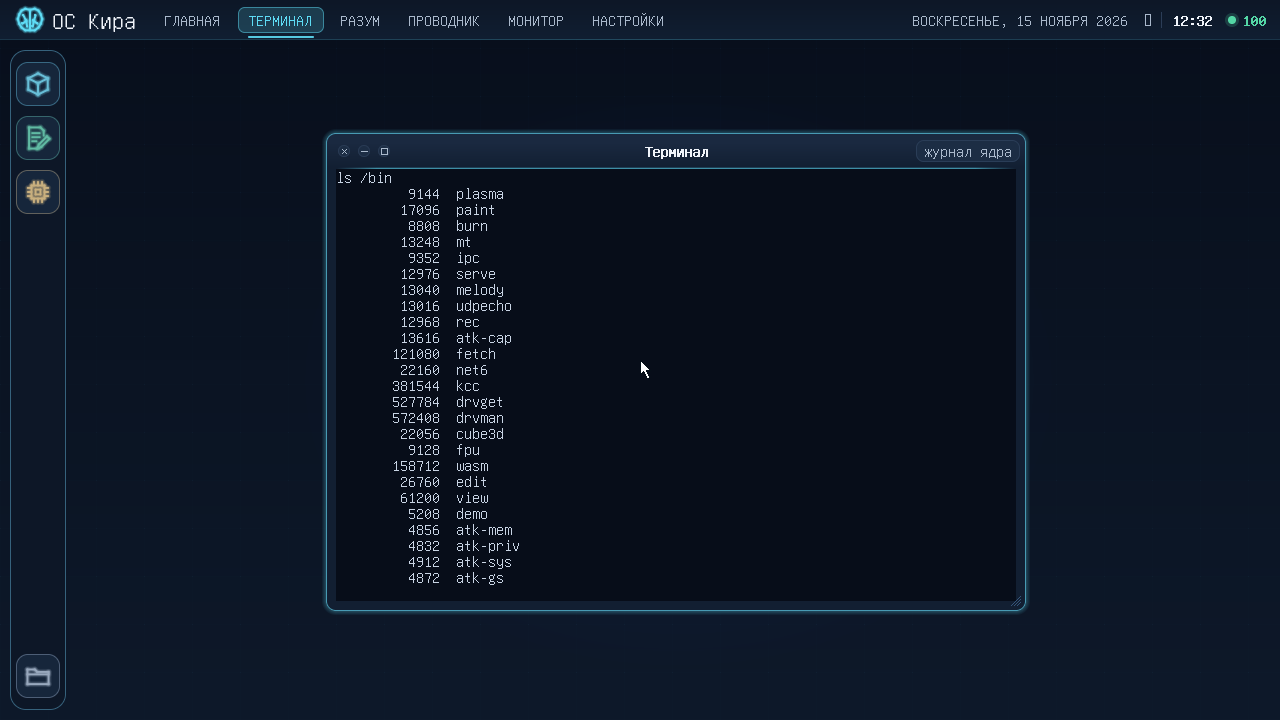 ОС Кира ГЛАВНАЯ ТЕРМИНАЛ РАЗУМ ПРОВОДНИК МОНИТОР НАСТРОЙКИ ВОСКРЕСЕНЬЕ, 15 НОЯБРЯ 2026 12:32 100
Терминал журнал ядра
ls /bin
9144 plasma
17096 paint
8808 burn
13248 mt
9352 ipc
12976 serve
13040 melody
13016 udpecho
12968 rec
13616 atk-cap
121080 fetch
22160 net6
381544 kcc
527784 drvget
572408 drvman
22056 cube3d
9128 fpu
158712 wasm
26760 edit
61200 view
5208 demo
4856 atk-mem
4832 atk-priv
4912 atk-sys
4872 atk-gs